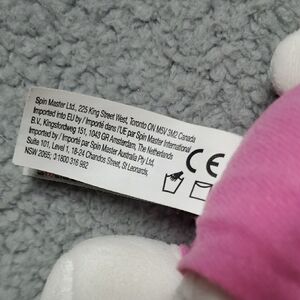 Spin Master Ltd., 225 King Street West, Toronto ON M5V 3M2 Canada
Imported into EU by / Importé dans l'UE par Spin Master International
B.V., Kingsfordweg 151, 1043 GR Amsterdam, The Netherlands
Imported by / Importé par Spin Master Australia Pty Ltd,
Suite 101, Level 1, 18-24 Chandos Street, St Leonards,
NSW 2065; 1800 316 982
CE